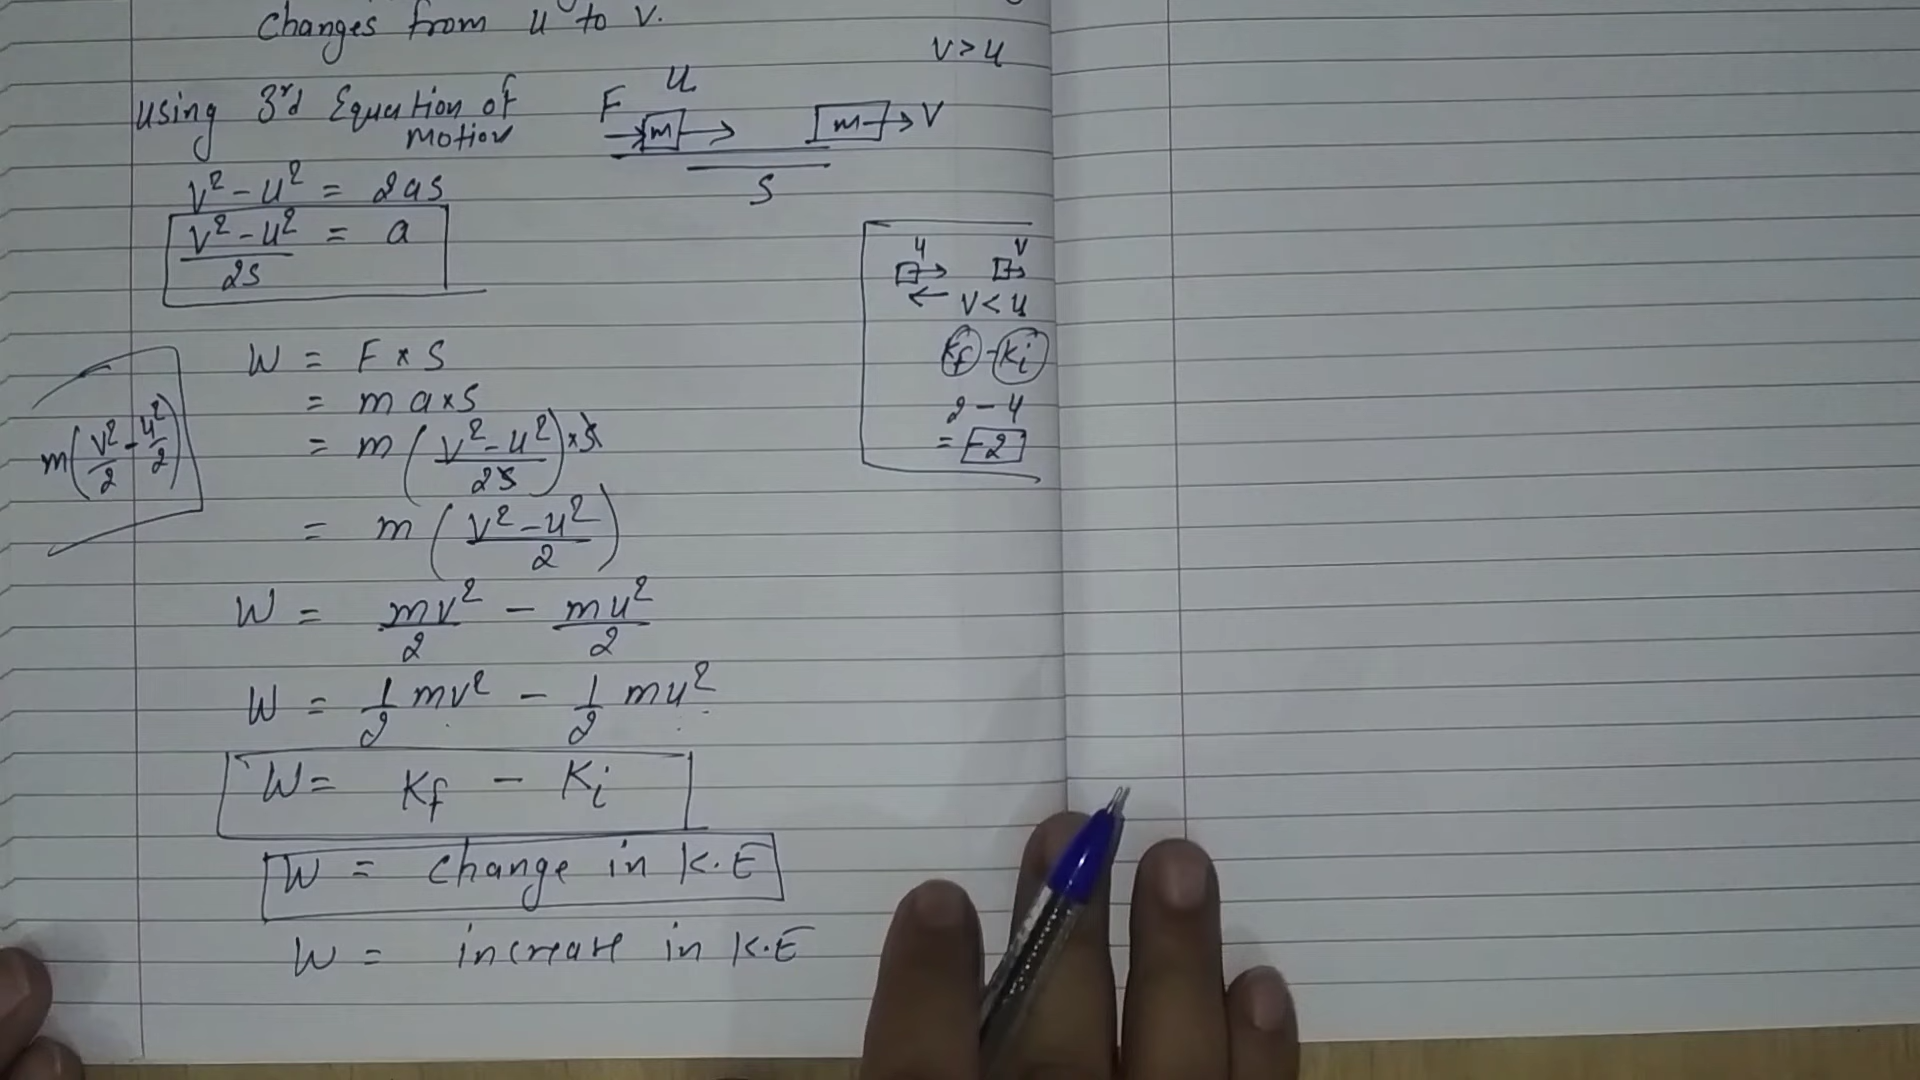 Changes from u to v.
v > u
Using 3rd Equation of
motion
F u
m m v
S
v² - u² = 2as
v² - u² / 2s = a
u v
v < u
Kf - Ki
2 - 4
= -2
W = F × S
= m a × s
= m (v² - u² / 2s) × s
m (v²/2 - u²/2)
= m (v² - u² / 2)
W = mv²/2 - mu²/2
W = 1/2 mv² - 1/2 mu²
W = Kf - Ki
W = change in K.E
W = increase in K.E